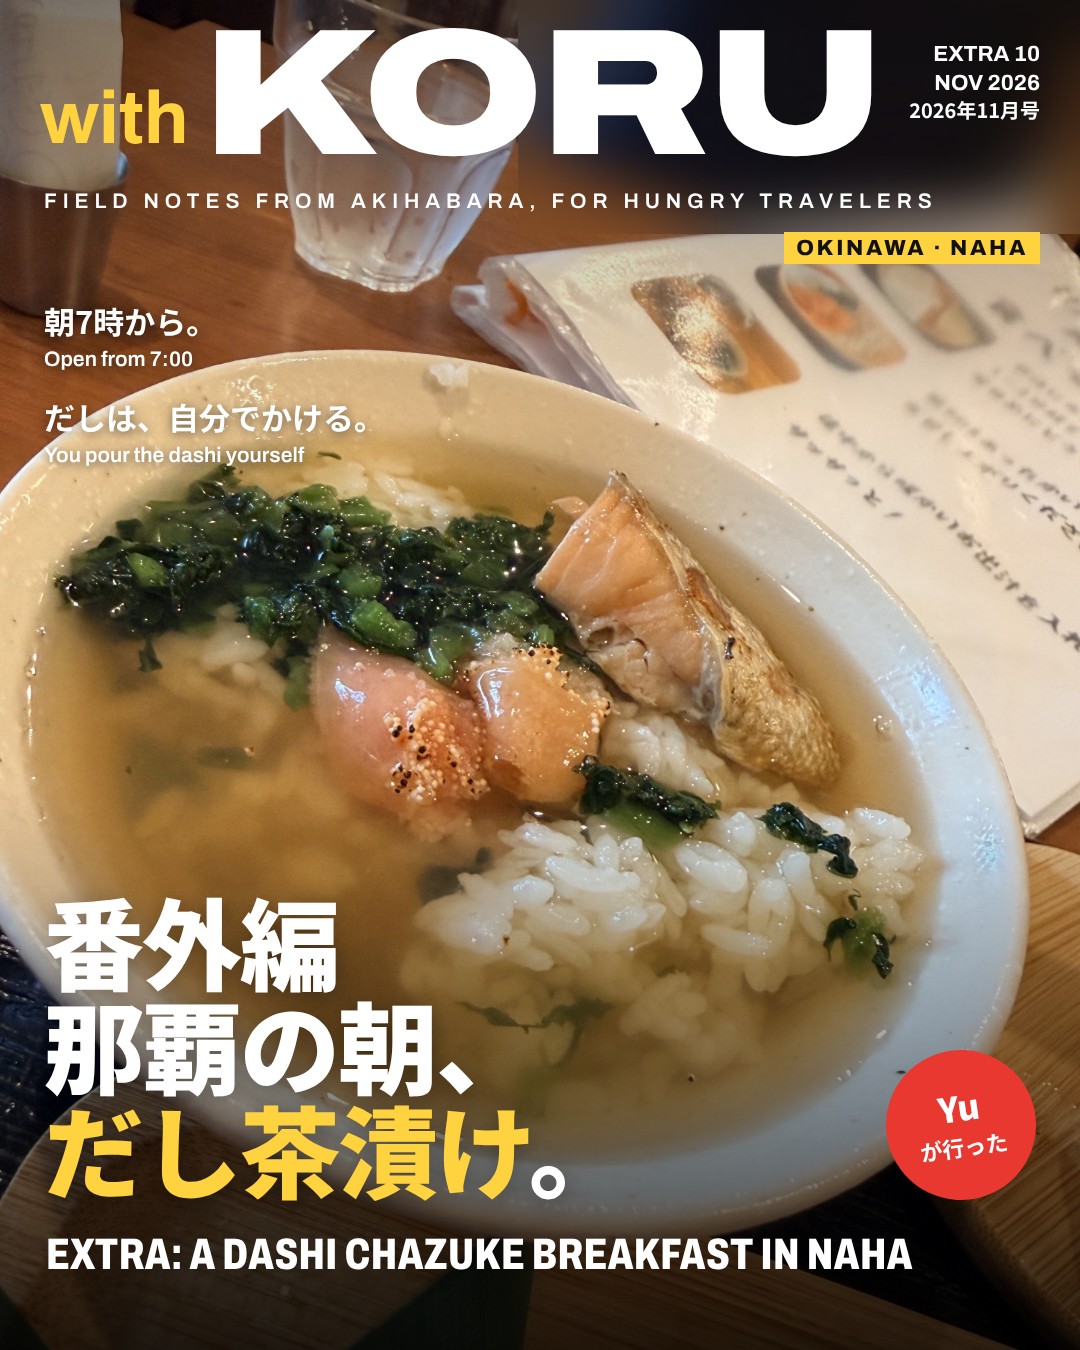 with KORU
EXTRA 10
NOV 2026
2026年11月号
FIELD NOTES FROM AKIHABARA, FOR HUNGRY TRAVELERS
OKINAWA · NAHA
朝7時から。
Open from 7:00
だしは、自分でかける。
You pour the dashi yourself
番外編
那覇の朝、
だし茶漬け。
EXTRA: A DASHI CHAZUKE BREAKFAST IN NAHA
Yu
が行った